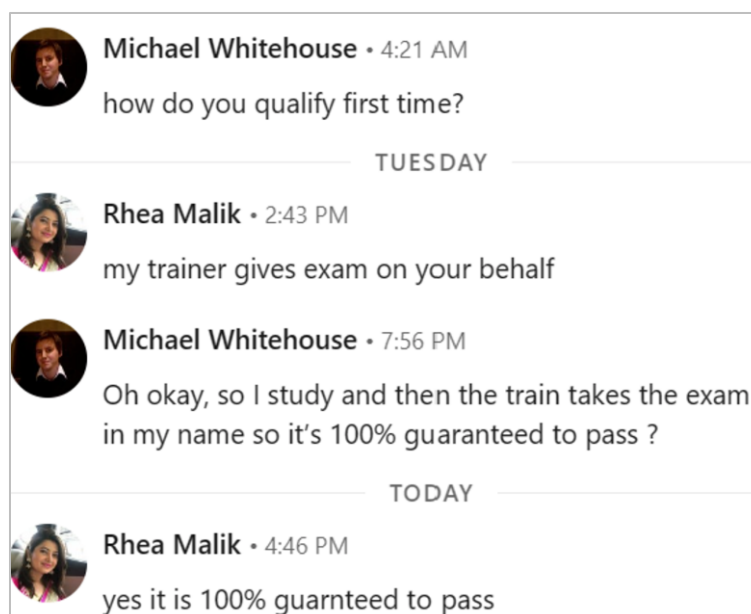 Michael Whitehouse • 4:21 AM
how do you qualify first time?
TUESDAY
Rhea Malik • 2:43 PM
my trainer gives exam on your behalf
Michael Whitehouse • 7:56 PM
Oh okay, so I study and then the train takes the exam
in my name so it's 100% guaranteed to pass ?
TODAY
Rhea Malik • 4:46 PM
yes it is 100% guarnteed to pass